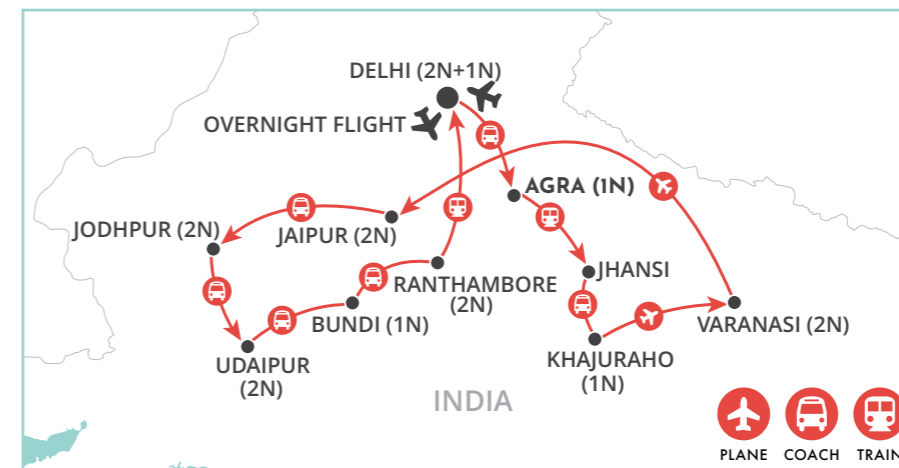 DELHI (2N+1N)
OVERNIGHT FLIGHT
AGRA (1N)
JODHPUR (2N)
JAIPUR (2N)
JHANSI
RANTHAMBORE
(2N)
BUNDI (1N)
VARANASI (2N)
UDAIPUR
(2N)
KHAJURAHO
(1N)
INDIA
PLANE
COACH
TRAIN